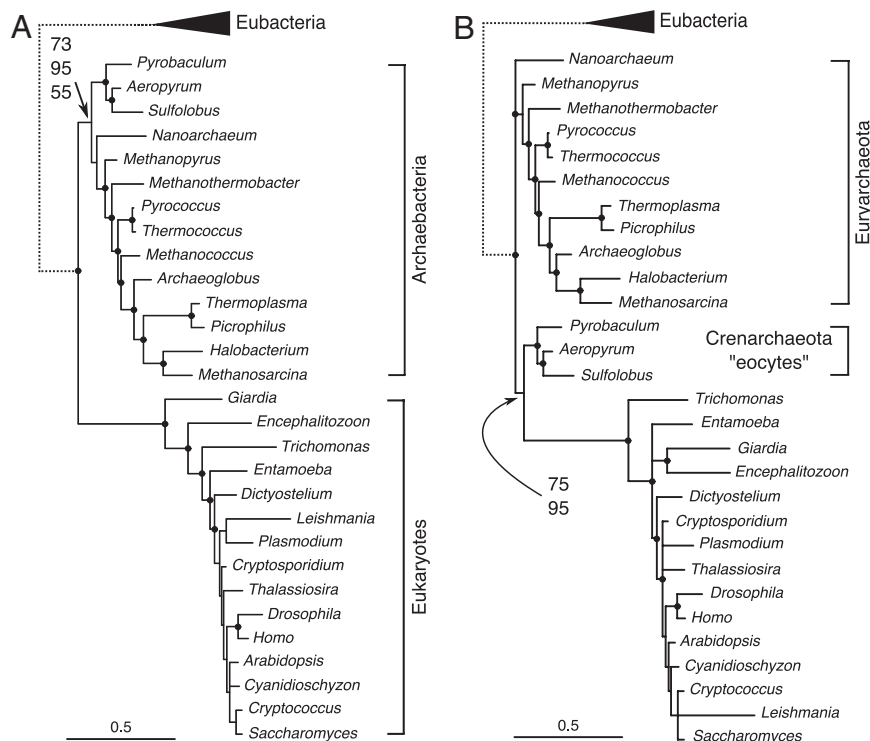 A
Eubacteria
73
95
55
Pyrobaculum
Aeropyrum
Sulfolobus
Nanoarchaeum
Methanopyrus
Methanothermobacter
Pyrococcus
Thermococcus
Methanococcus
Archaeoglobus
Thermoplasma
Picrophilus
Halobacterium
Methanosarcina
Archaebacteria
Giardia
Encephalitozoon
Trichomonas
Entamoeba
Dictyostelium
Leishmania
Plasmodium
Cryptosporidium
Thalassiosira
Drosophila
Homo
Arabidopsis
Cyanidioschyzon
Cryptococcus
Saccharomyces
Eukaryotes
0.5
B
Eubacteria
Nanoarchaeum
Methanopyrus
Methanothermobacter
Pyrococcus
Thermococcus
Methanococcus
Thermoplasma
Picrophilus
Archaeoglobus
Halobacterium
Methanosarcina
Eurvarchaeota
Pyrobaculum
Aeropyrum
Sulfolobus
Crenarchaeota
"eocytes"
75
95
Trichomonas
Entamoeba
Giardia
Encephalitozoon
Dictyostelium
Cryptosporidium
Plasmodium
Thalassiosira
Drosophila
Homo
Arabidopsis
Cyanidioschyzon
Cryptococcus
Leishmania
Saccharomyces
0.5